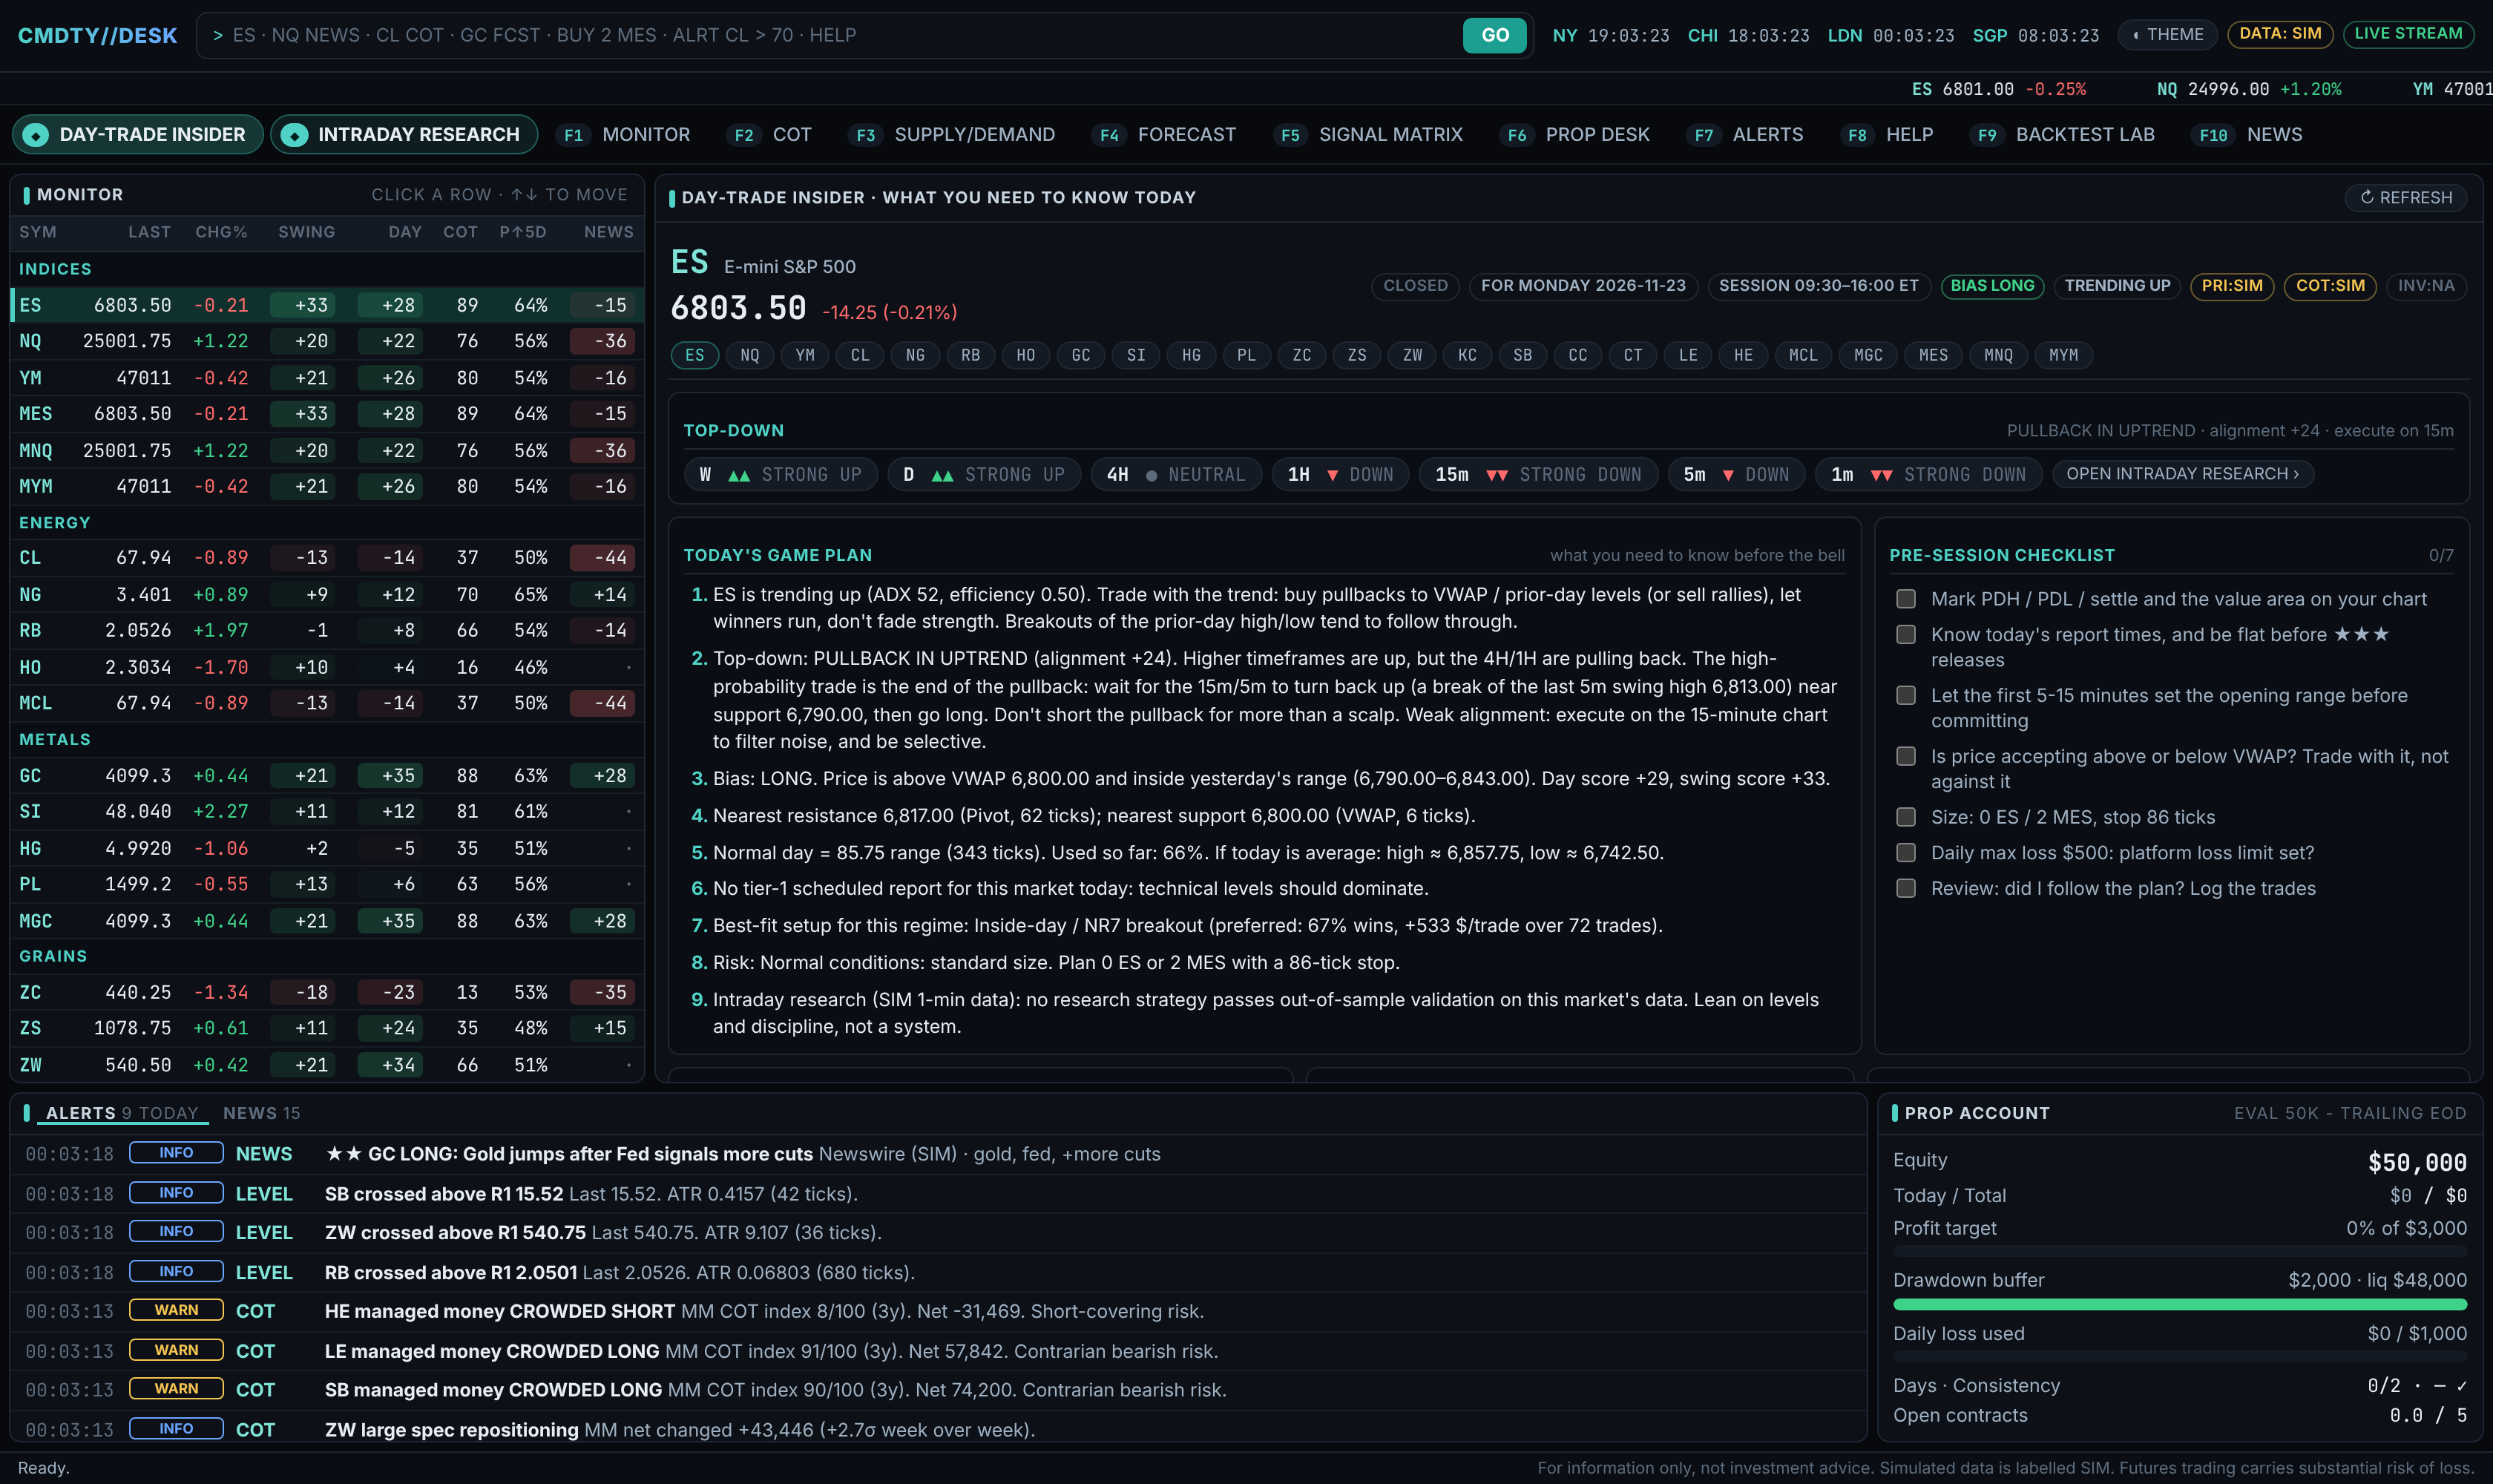 CMDTY//DESK
> ES · NQ NEWS · CL COT · GC FCST · BUY 2 MES · ALRT CL > 70 · HELP
GO
NY 19:03:23 CHI 18:03:23 LDN 00:03:23 SGP 08:03:23
THEME
DATA: SIM
LIVE STREAM
ES 6801.00 -0.25% NQ 24996.00 +1.20% YM 47001
DAY-TRADE INSIDER
INTRADAY RESEARCH
F1 MONITOR
F2 COT
F3 SUPPLY/DEMAND
F4 FORECAST
F5 SIGNAL MATRIX
F6 PROP DESK
F7 ALERTS
F8 HELP
F9 BACKTEST LAB
F10 NEWS
MONITOR CLICK A ROW · ↑↓ TO MOVE
SYM LAST CHG% SWING DAY COT P↑5D NEWS
INDICES
ES 6803.50 -0.21 +33 +28 89 64% -15
NQ 25001.75 +1.22 +20 +22 76 56% -36
YM 47011 -0.42 +21 +26 80 54% -16
MES 6803.50 -0.21 +33 +28 89 64% -15
MNQ 25001.75 +1.22 +20 +22 76 56% -36
MYM 47011 -0.42 +21 +26 80 54% -16
ENERGY
CL 67.94 -0.89 -13 -14 37 50% -44
NG 3.401 +0.89 +9 +12 70 65% +14
RB 2.0526 +1.97 -1 +8 66 54% -14
HO 2.3034 -1.70 +10 +4 16 46% ·
MCL 67.94 -0.89 -13 -14 37 50% -44
METALS
GC 4099.3 +0.44 +21 +35 88 63% +28
SI 48.040 +2.27 +11 +12 81 61% ·
HG 4.9920 -1.06 +2 -5 35 51% ·
PL 1499.2 -0.55 +13 +6 63 56% ·
MGC 4099.3 +0.44 +21 +35 88 63% +28
GRAINS
ZC 440.25 -1.34 -18 -23 13 53% -35
ZS 1078.75 +0.61 +11 +24 35 48% +15
ZW 540.50 +0.42 +21 +34 66 51% ·
DAY-TRADE INSIDER · WHAT YOU NEED TO KNOW TODAY
↻ REFRESH
ES E-mini S&P 500
6803.50 -14.25 (-0.21%)
CLOSED
FOR MONDAY 2026-11-23
SESSION 09:30–16:00 ET
BIAS LONG
TRENDING UP
PRI:SIM
COT:SIM
INV:NA
ES NQ YM CL NG RB HO GC SI HG PL ZC ZS ZW KC SB CC CT LE HE MCL MGC MES MNQ MYM
TOP-DOWN PULLBACK IN UPTREND · alignment +24 · execute on 15m
W ▲▲ STRONG UP
D ▲▲ STRONG UP
4H ● NEUTRAL
1H ▼ DOWN
15m ▼▼ STRONG DOWN
5m ▼ DOWN
1m ▼▼ STRONG DOWN
OPEN INTRADAY RESEARCH ›
TODAY'S GAME PLAN what you need to know before the bell
1. ES is trending up (ADX 52, efficiency 0.50). Trade with the trend: buy pullbacks to VWAP / prior-day levels (or sell rallies), let
winners run, don't fade strength. Breakouts of the prior-day high/low tend to follow through.
2. Top-down: PULLBACK IN UPTREND (alignment +24). Higher timeframes are up, but the 4H/1H are pulling back. The high-
probability trade is the end of the pullback: wait for the 15m/5m to turn back up (a break of the last 5m swing high 6,813.00) near
support 6,790.00, then go long. Don't short the pullback for more than a scalp. Weak alignment: execute on the 15-minute chart
to filter noise, and be selective.
3. Bias: LONG. Price is above VWAP 6,800.00 and inside yesterday's range (6,790.00–6,843.00). Day score +29, swing score +33.
4. Nearest resistance 6,817.00 (Pivot, 62 ticks); nearest support 6,800.00 (VWAP, 6 ticks).
5. Normal day = 85.75 range (343 ticks). Used so far: 66%. If today is average: high ≈ 6,857.75, low ≈ 6,742.50.
6. No tier-1 scheduled report for this market today: technical levels should dominate.
7. Best-fit setup for this regime: Inside-day / NR7 breakout (preferred: 67% wins, +533 $/trade over 72 trades).
8. Risk: Normal conditions: standard size. Plan 0 ES or 2 MES with a 86-tick stop.
9. Intraday research (SIM 1-min data): no research strategy passes out-of-sample validation on this market's data. Lean on levels
and discipline, not a system.
PRE-SESSION CHECKLIST 0/7
Mark PDH / PDL / settle and the value area on your chart
Know today's report times, and be flat before ★★★
releases
Let the first 5-15 minutes set the opening range before
committing
Is price accepting above or below VWAP? Trade with it, not
against it
Size: 0 ES / 2 MES, stop 86 ticks
Daily max loss $500: platform loss limit set?
Review: did I follow the plan? Log the trades
ALERTS 9 TODAY NEWS 15
00:03:18 INFO NEWS ★★ GC LONG: Gold jumps after Fed signals more cuts Newswire (SIM) · gold, fed, +more cuts
00:03:18 INFO LEVEL SB crossed above R1 15.52 Last 15.52. ATR 0.4157 (42 ticks).
00:03:18 INFO LEVEL ZW crossed above R1 540.75 Last 540.75. ATR 9.107 (36 ticks).
00:03:18 INFO LEVEL RB crossed above R1 2.0501 Last 2.0526. ATR 0.06803 (680 ticks).
00:03:13 WARN COT HE managed money CROWDED SHORT MM COT index 8/100 (3y). Net -31,469. Short-covering risk.
00:03:13 WARN COT LE managed money CROWDED LONG MM COT index 91/100 (3y). Net 57,842. Contrarian bearish risk.
00:03:13 WARN COT SB managed money CROWDED LONG MM COT index 90/100 (3y). Net 74,200. Contrarian bearish risk.
00:03:13 INFO COT ZW large spec repositioning MM net changed +43,446 (+2.7σ week over week).
PROP ACCOUNT EVAL 50K - TRAILING EOD
Equity $50,000
Today / Total $0 / $0
Profit target 0% of $3,000
Drawdown buffer $2,000 · liq $48,000
Daily loss used $0 / $1,000
Days · Consistency 0/2 · — ✓
Open contracts 0.0 / 5
Ready.
For information only, not investment advice. Simulated data is labelled SIM. Futures trading carries substantial risk of loss.